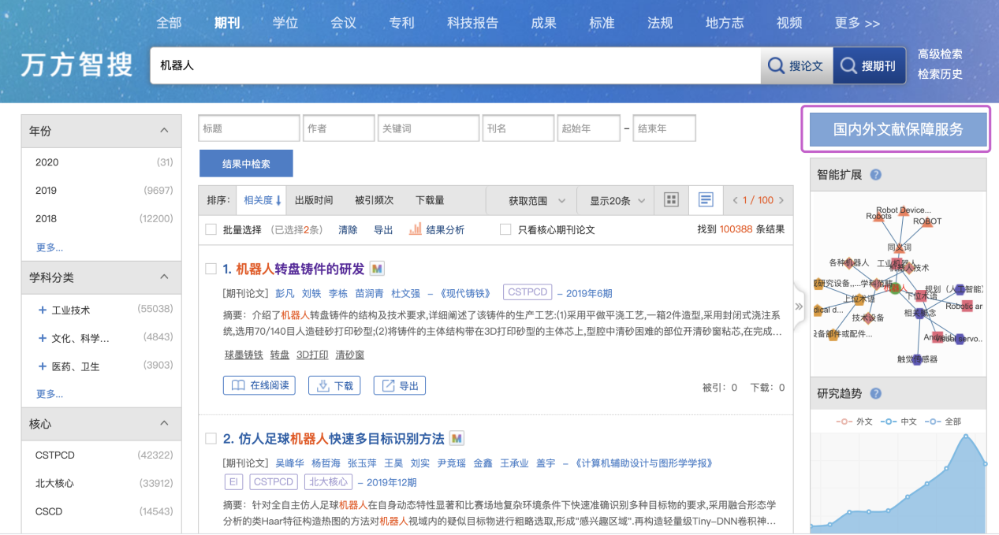 全部 期刊 学位 会议 专利 科技报告 成果 标准 法规 地方志 视频 更多 >>
万方智搜
机器人
搜论文
搜期刊
高级检索
检索历史
年份
2020 (31)
2019 (9697)
2018 (12200)
更多...
学科分类
+ 工业技术 (55038)
+ 文化、科学... (4843)
+ 医药、卫生 (3903)
更多...
核心
CSTPCD (42322)
北大核心 (33912)
CSCD (14543)
标题 作者 关键词 刊名 起始年 – 结束年
结果中检索
排序: 相关度 出版时间 被引频次 下载量 获取范围 显示20条 < 1 / 100 >
批量选择 (已选择2条) 清除 导出 结果分析 只看核心期刊论文 找到 100388 条结果
1. 机器人转盘铸件的研发 M
[期刊论文] 彭凡 刘轶 李栋 苗润青 杜文强 – 《现代铸铁》 CSTPCD – 2019年6期
摘要：介绍了机器人转盘铸件的结构及技术要求,详细阐述了该铸件的生产工艺:(1)采用平做平浇工艺,一箱2件造型,采用封闭式浇注系
统,选用70/140目人造硅砂打印砂型;(2)将铸件的主体结构带在3D打印砂型的主体芯上,型腔中清砂困难的部位开清砂窗粘芯,在完成...
球墨铸铁 转盘 3D打印 清砂窗
在线阅读 下载 导出 被引：0 下载：0
2. 仿人足球机器人快速多目标识别方法 M
[期刊论文] 吴峰华 杨哲海 张玉萍 王昊 刘实 尹竞瑶 金鑫 王承业 盖宇 – 《计算机辅助设计与图形学学报》
EI CSTPCD 北大核心 – 2019年12期
摘要：针对全自主仿人足球机器人在自身动态特性显著和比赛场地复杂环境条件下快速准确识别多种目标物的要求,采用融合形态学
分析的类Haar特征构造热图的方法对机器人视域内的疑似目标物进行粗略选取,形成"感兴趣区域".再构造轻量级Tiny-DNN卷积神...
国内外文献保障服务
智能扩展 ?
Robot Device...
Robots
ROBOT
同义词
各种机器人
工业机器人
机器人技术
研究设备,...
学科范畴
机器人
规划（人工智能）
上位术语
下位术语
Robotic ar
dical d...
相关概念
技术设备
设备部件或配件...
Android
Visual servo..
触觉传感器
研究趋势 ?
外文 中文 全部